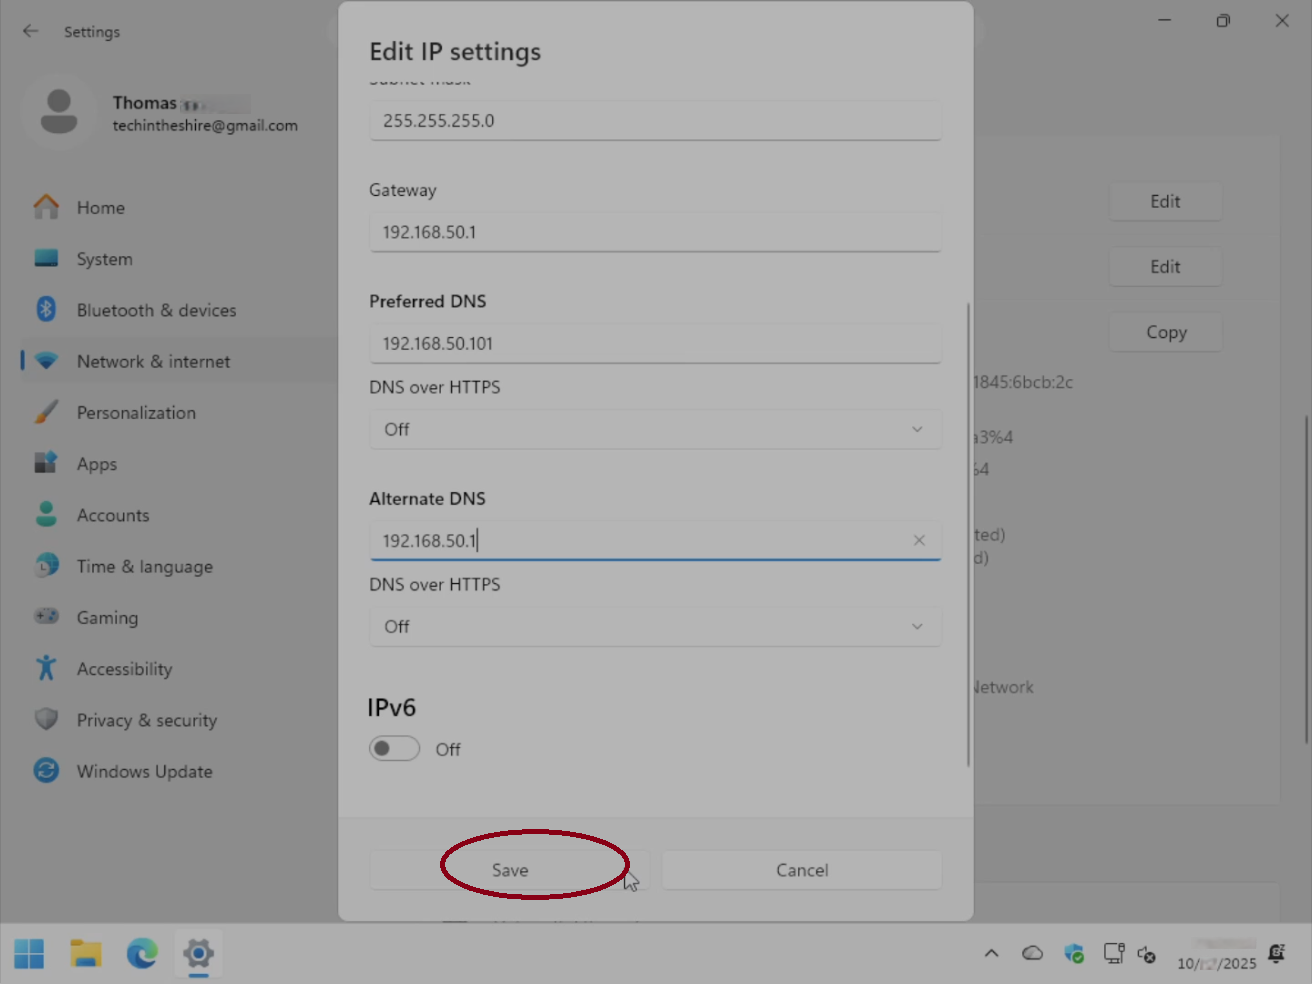 Settings
Edit IP settings
Thomas
techintheshire@gmail.com
Home
System
Bluetooth & devices
Network & internet
Personalization
Apps
Accounts
Time & language
Gaming
Accessibility
Privacy & security
Windows Update
Subnet mask
255.255.255.0
Gateway
192.168.50.1
Preferred DNS
192.168.50.101
DNS over HTTPS
Off
Alternate DNS
192.168.50.1
DNS over HTTPS
Off
IPv6
Off
Save
Cancel
Edit
Edit
Copy
1845:6bcb:2c
a3%4
%4
ted)
d)
Network
10/12/2025